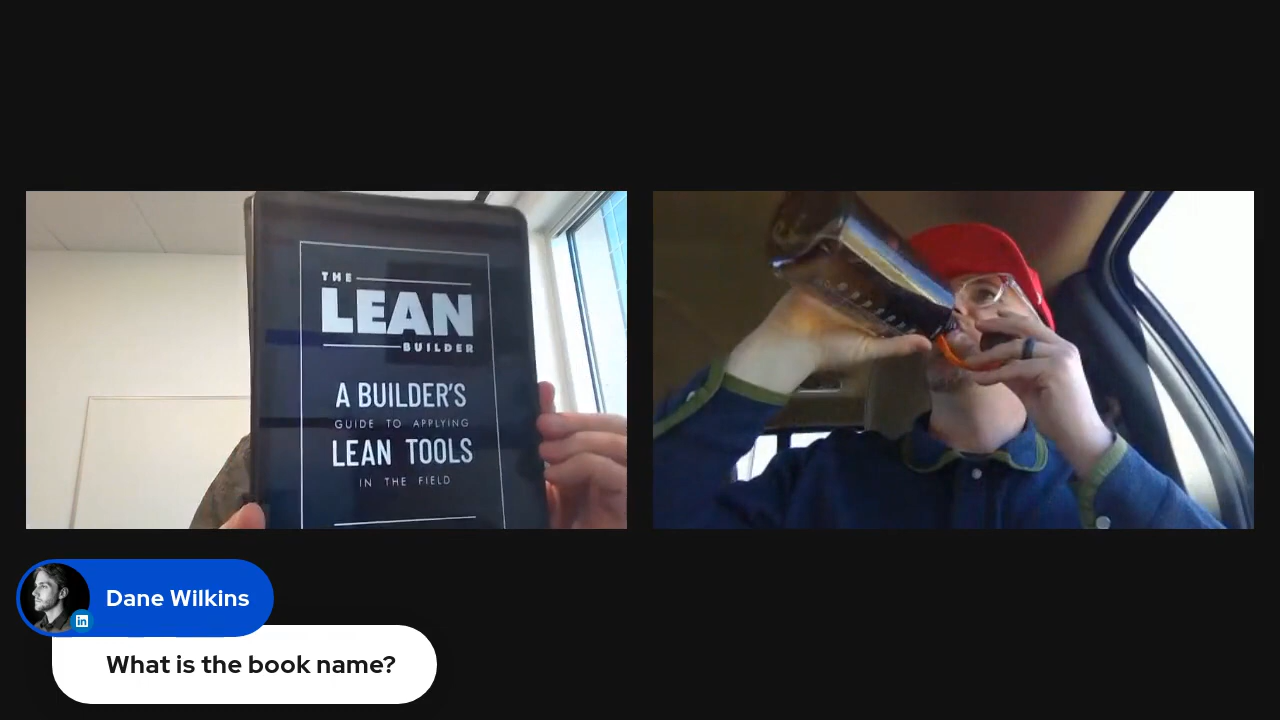 THE
LEAN
BUILDER
A BUILDER'S
GUIDE TO APPLYING
LEAN TOOLS
IN THE FIELD
in
Dane Wilkins
What is the book name?